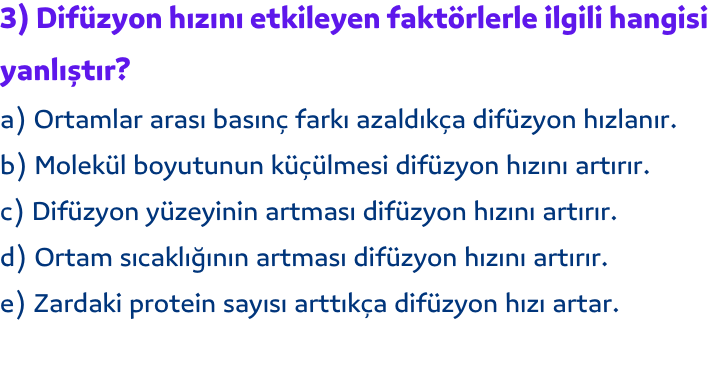 3) Difüzyon hızını etkileyen faktörlerle ilgili hangisi
yanlıştır?
a) Ortamlar arası basınç farkı azaldıkça difüzyon hızlanır.
b) Molekül boyutunun küçülmesi difüzyon hızını artırır.
c) Difüzyon yüzeyinin artması difüzyon hızını artırır.
d) Ortam sıcaklığının artması difüzyon hızını artırır.
e) Zardaki protein sayısı arttıkça difüzyon hızı artar.